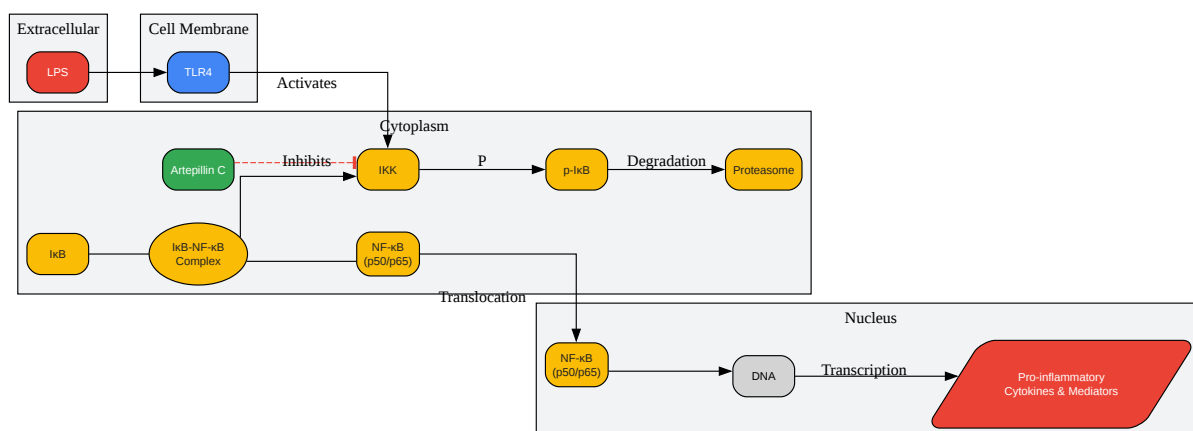 Extracellular
Cell Membrane
LPS
TLR4
Activates
Cytoplasm
Artepillin C
Inhibits
IKK
P
p-IκB
Degradation
Proteasome
IκB
IκB-NF-κB
Complex
NF-κB
(p50/p65)
Translocation
Nucleus
NF-κB
(p50/p65)
DNA
Transcription
Pro-inflammatory
Cytokines & Mediators